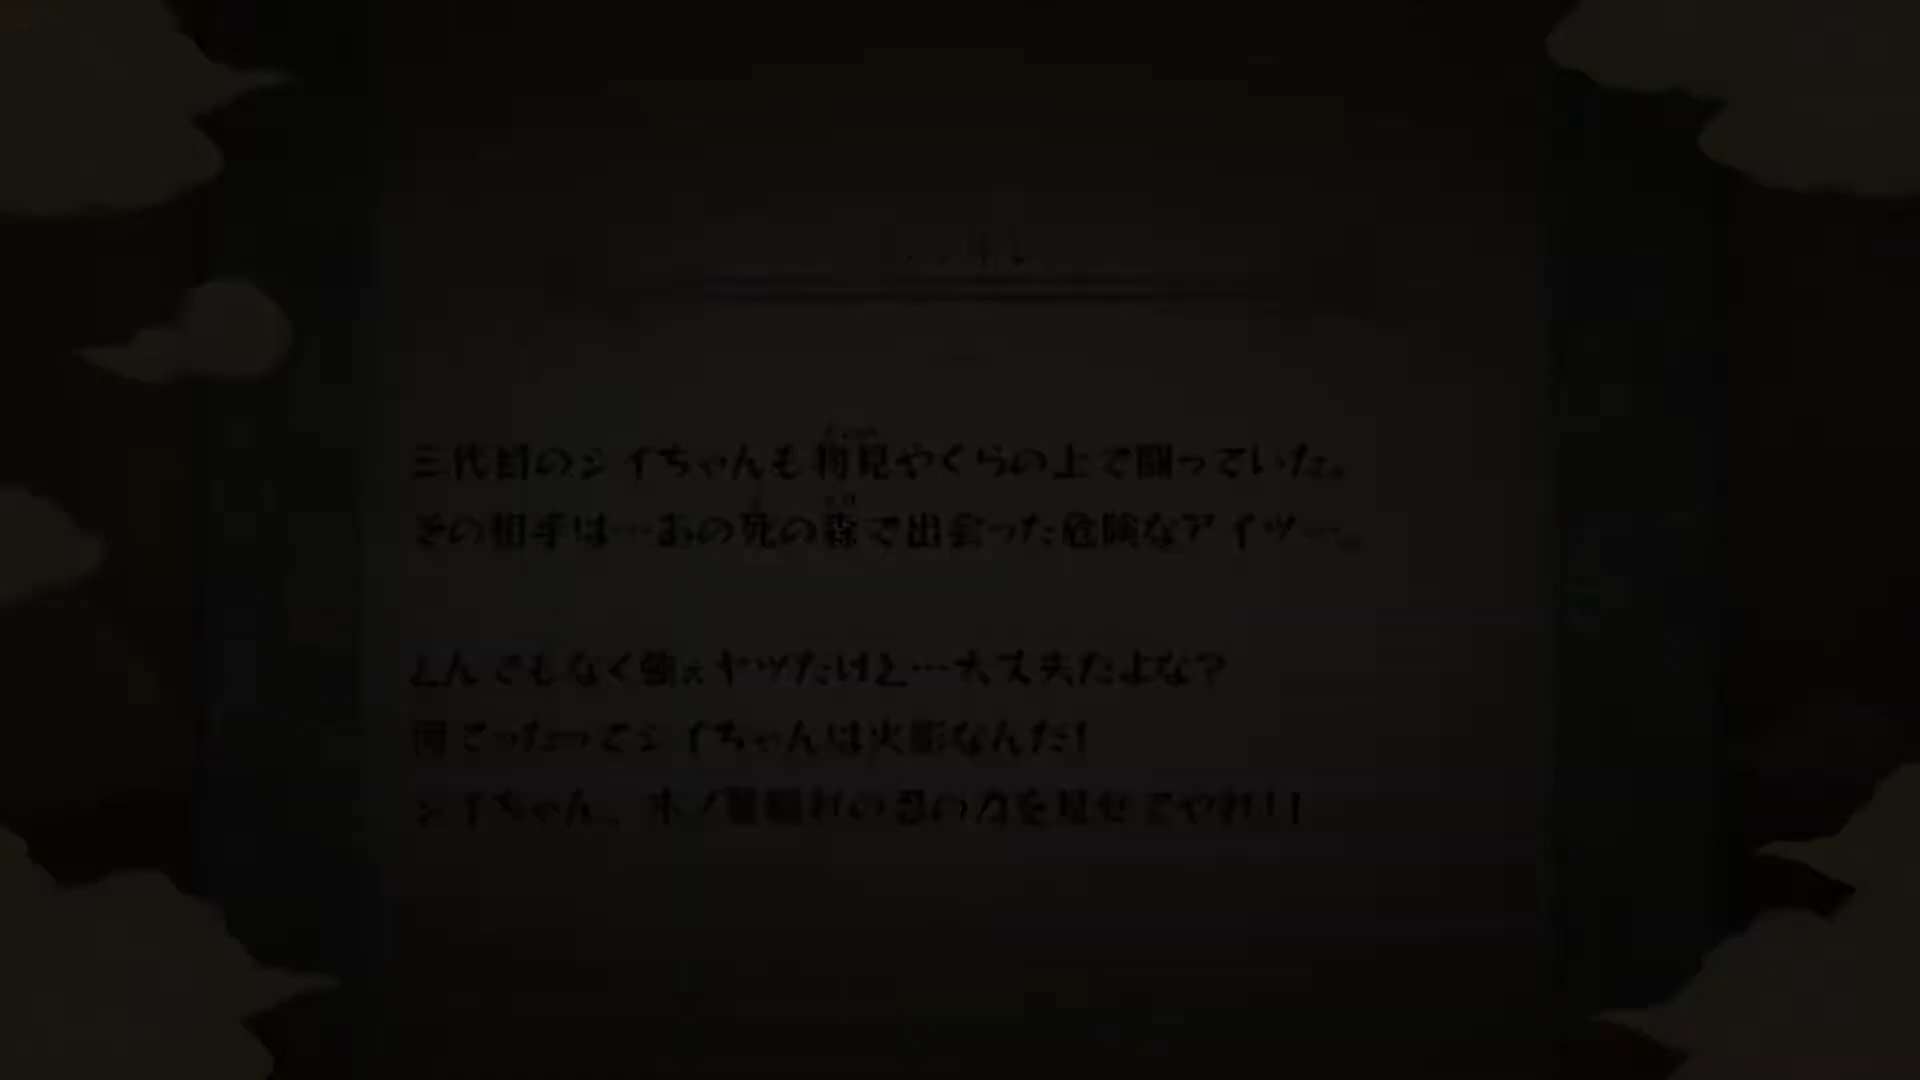 三代目のジイちゃんも物見やぐらの上で闘っていた。
その相手は…あの死の森で出会った危険なアイツ…。
とんでもなく強ぇヤツだけど…大丈夫だよな？
何てったってジイちゃんは火影なんだ！
ジイちゃん、木ノ葉隠れの忍の力を見せてやれ！！